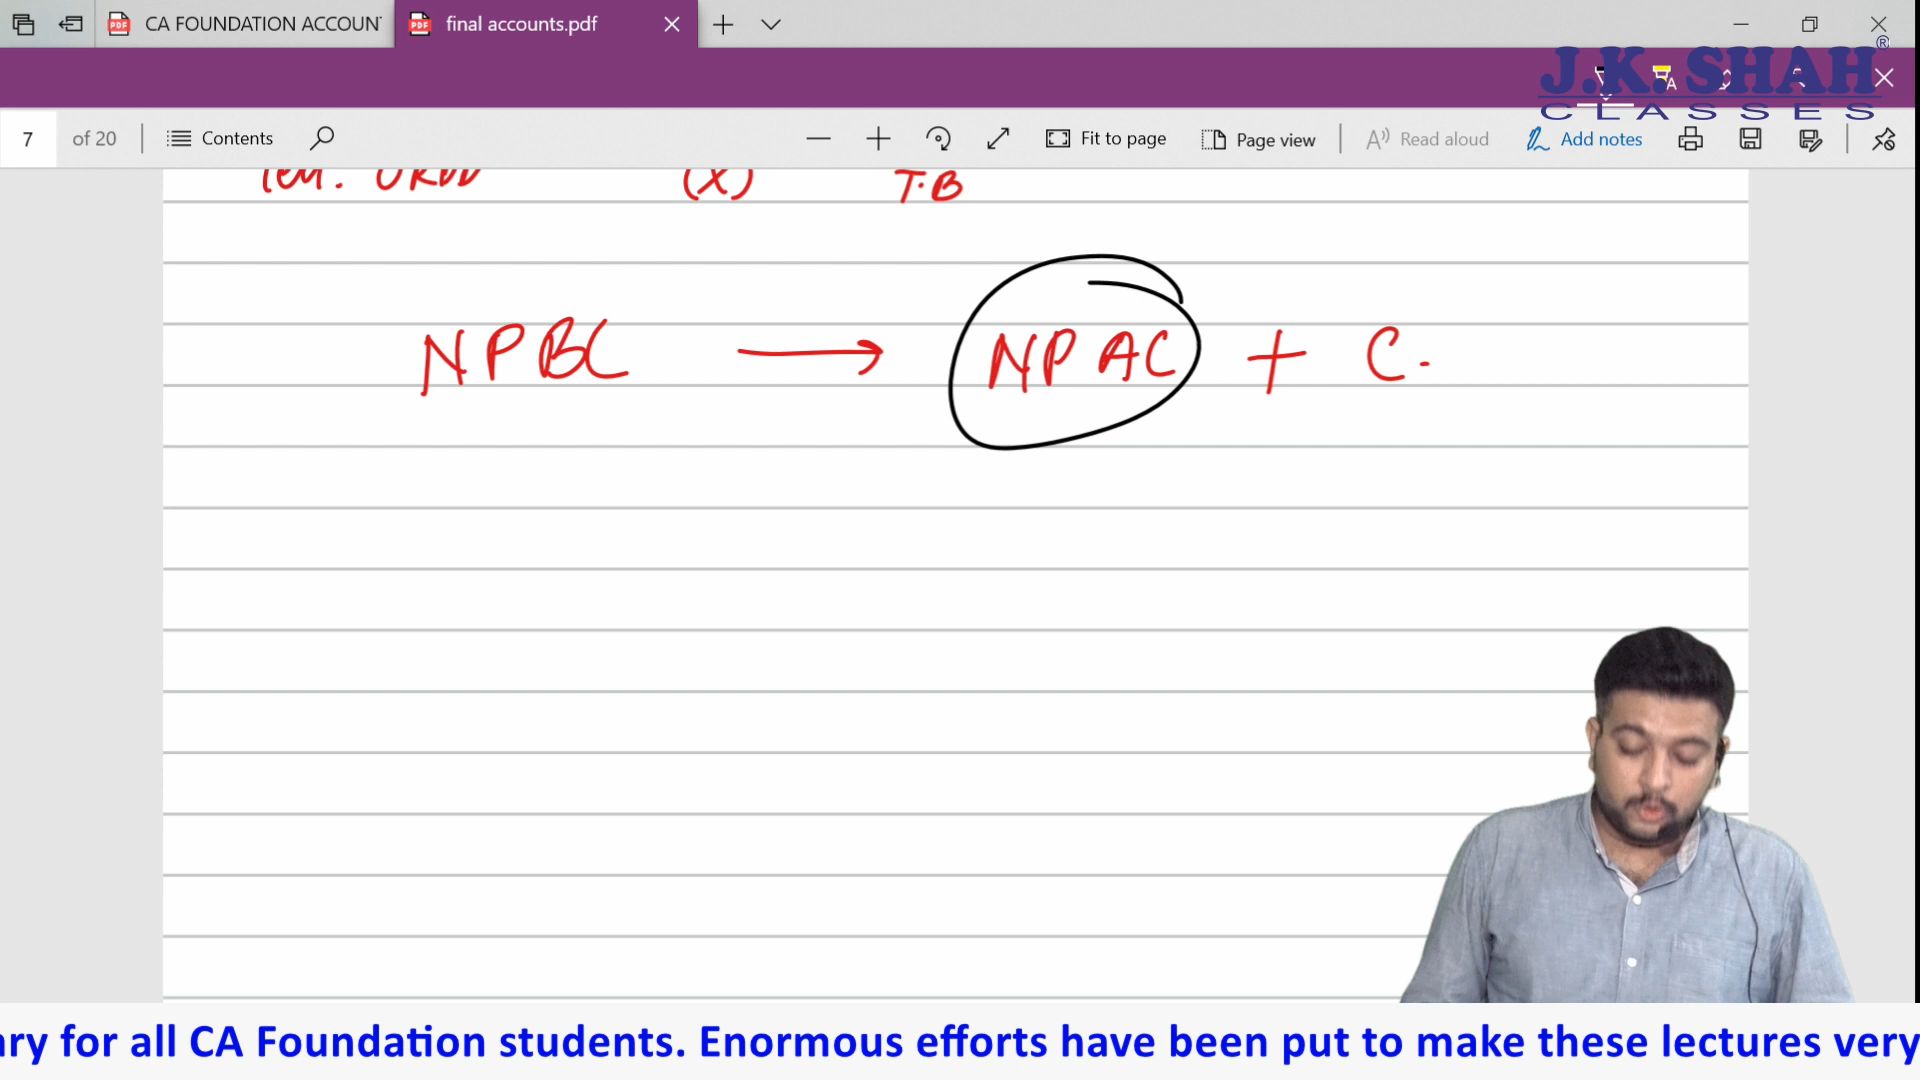 CA FOUNDATION ACCOUN
final accounts.pdf
J.K. SHAH®
CLASSES
7 of 20 Contents Fit to page Page view Read aloud Add notes
(X) T.B
NPBC → NPAC + C.
ry for all CA Foundation students. Enormous efforts have been put to make these lectures very